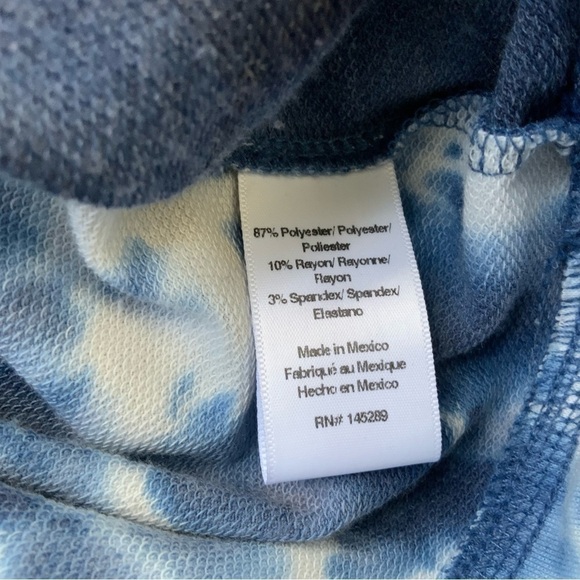 87% Polyester/ Polyester/
Poliester
10% Rayon/ Rayonne/
Rayon
3% Spandex/ Spandex/
Elastano
Made in Mexico
Fabriqué au Mexique
Hecho en Mexico
RN# 145289